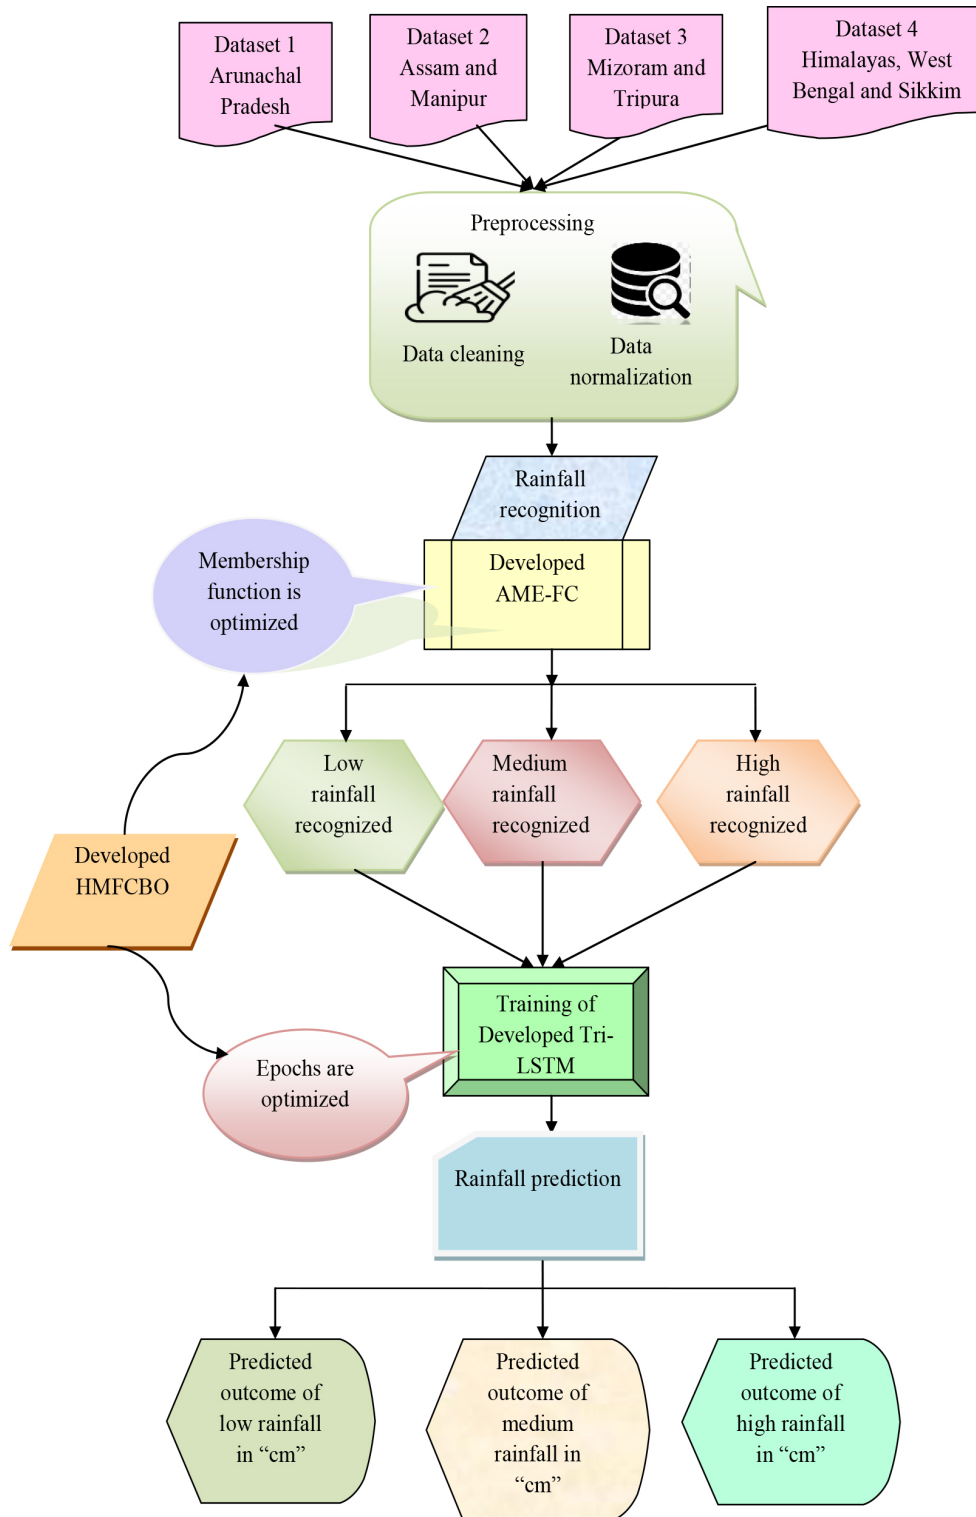 Dataset 1
Arunachal
Pradesh
Dataset 2
Assam and
Manipur
Dataset 3
Mizoram and
Tripura
Dataset 4
Himalayas, West
Bengal and Sikkim
Preprocessing
Data cleaning
Data
normalization
Rainfall
recognition
Developed
AME-FC
Membership
function is
optimized
Low
rainfall
recognized
Medium
rainfall
recognized
High
rainfall
recognized
Developed
HMFCBO
Training of
Developed Tri-
LSTM
Epochs are
optimized
Rainfall prediction
Predicted
outcome of
low rainfall
in “cm”
Predicted
outcome of
medium
rainfall in
“cm”
Predicted
outcome of
high rainfall
in “cm”